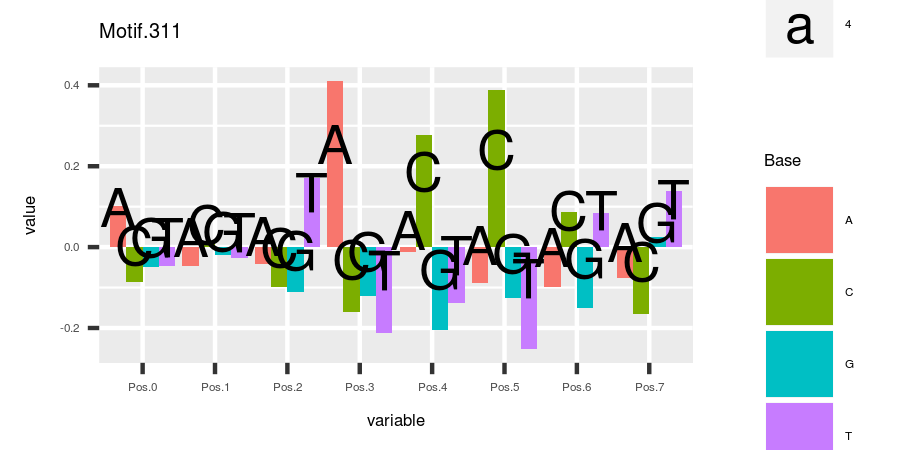 Motif.311
a 4
0.4
0.2
0.0
-0.2
value
A C G T A C G T A C G T A C G T A C G T A C G T A C G T A C G T
Pos.0 Pos.1 Pos.2 Pos.3 Pos.4 Pos.5 Pos.6 Pos.7
variable
Base
A
C
G
T